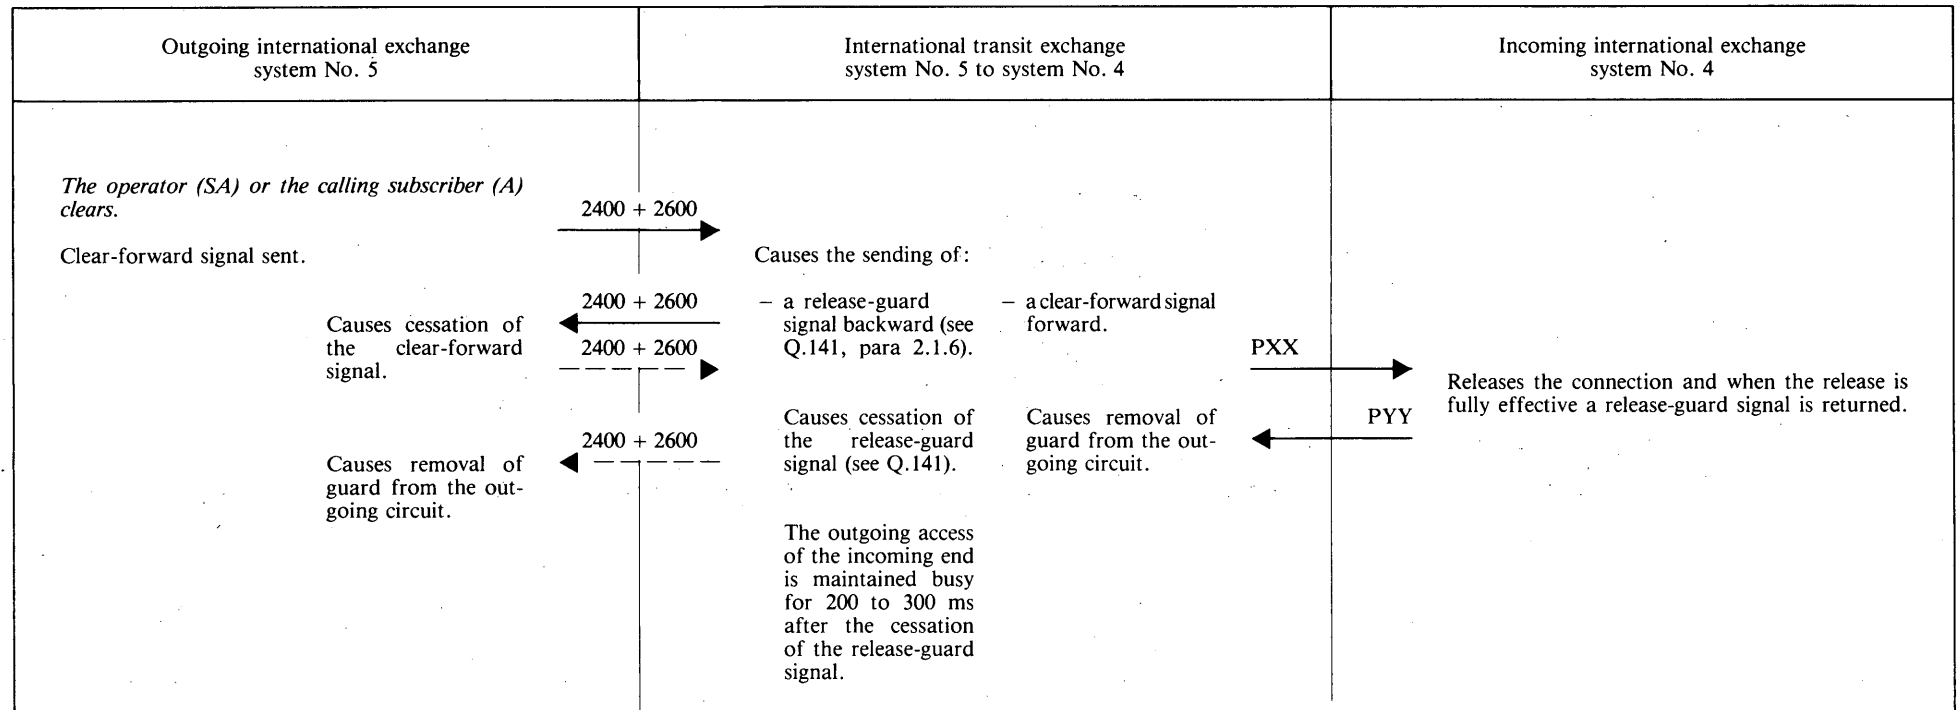 Outgoing international exchange
system No. 5
International transit exchange
system No. 5 to system No. 4
Incoming international exchange
system No. 4
The operator (SA) or the calling subscriber (A)
clears.
2400 + 2600
Clear-forward signal sent.
Causes the sending of:
2400 + 2600
– a release-guard
signal backward (see
Q.141, para 2.1.6).
– a clear-forward signal
forward.
Causes cessation of
the clear-forward
signal.
2400 + 2600
PXX
Releases the connection and when the release is
fully effective a release-guard signal is returned.
Causes cessation of
the release-guard
signal (see Q.141).
Causes removal of
guard from the out-
going circuit.
PYY
2400 + 2600
Causes removal of
guard from the out-
going circuit.
The outgoing access
of the incoming end
is maintained busy
for 200 to 300 ms
after the cessation
of the release-guard
signal.